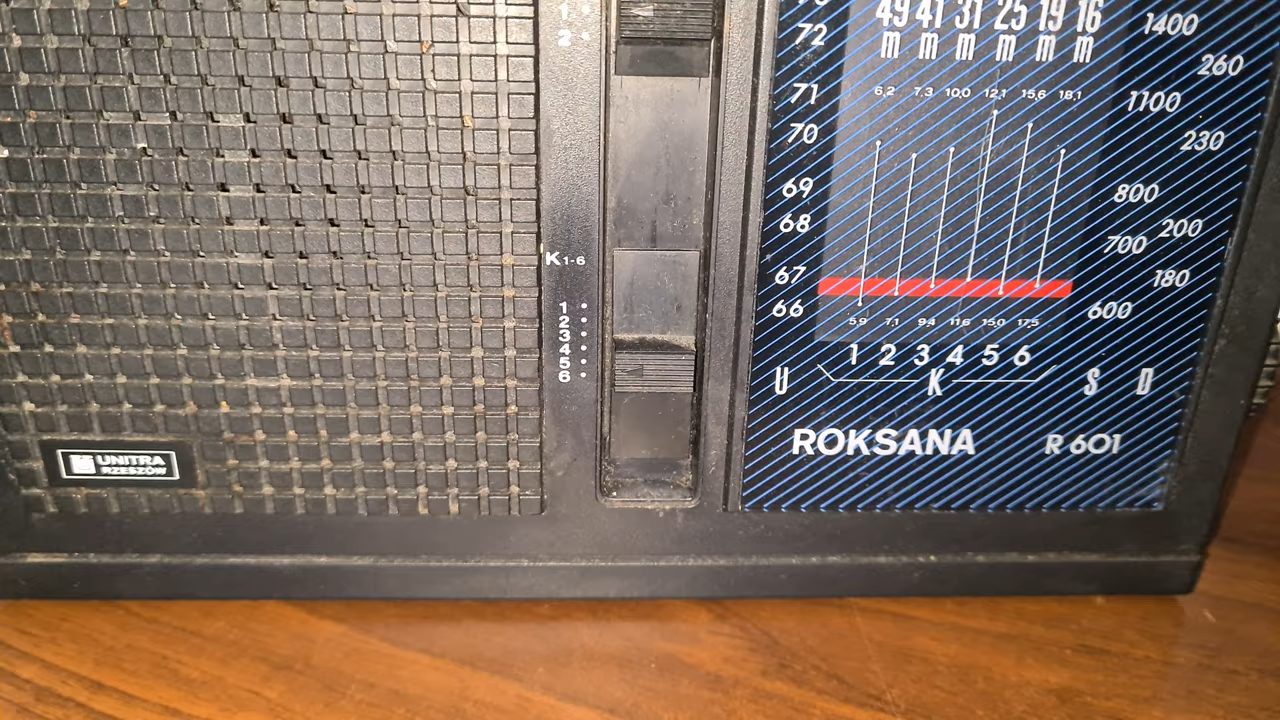 1
2
K 1-6
1
2
3
4
5
6
UNITRA
RZESZÓW
49 41 31 25 19 16
m m m m m m
6,2 7,3 10,0 12,1 15,6 18,1
72
71
70
69
68
67
66
1400
260
1100
230
800
200
700
180
600
5,9 7,1 9,4 11,6 15,0 17,5
1 2 3 4 5 6
U K S D
ROKSANA R 601